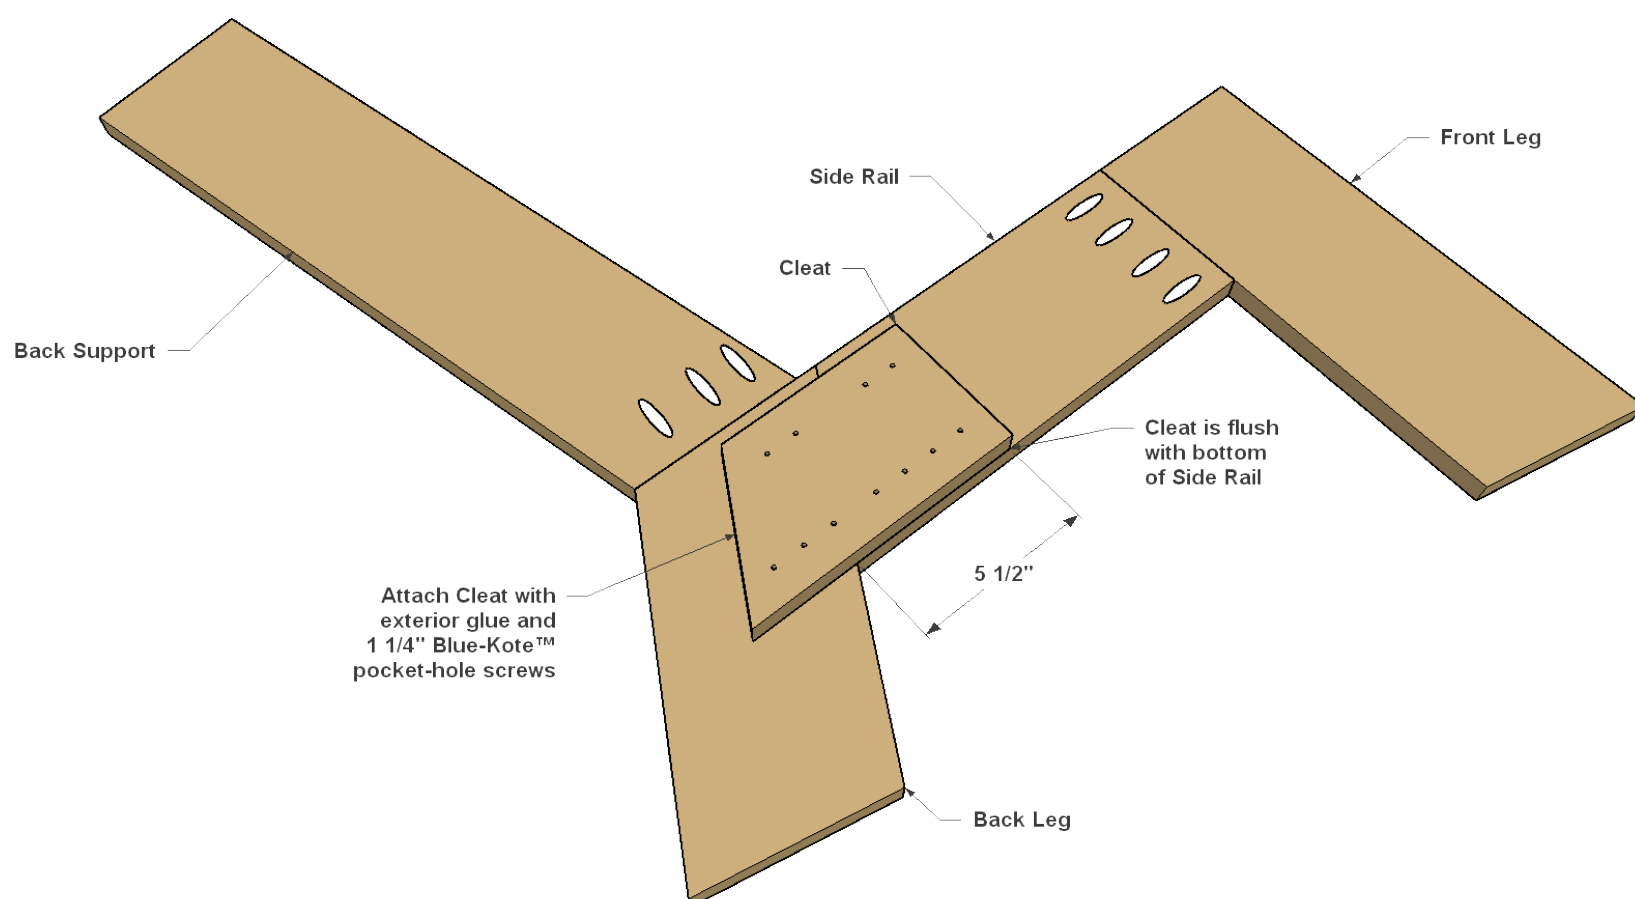 Front Leg
Side Rail
Cleat
Back Support
Cleat is flush
with bottom
of Side Rail
5 1/2"
Attach Cleat with
exterior glue and
1 1/4" Blue-Kote™
pocket-hole screws
Back Leg